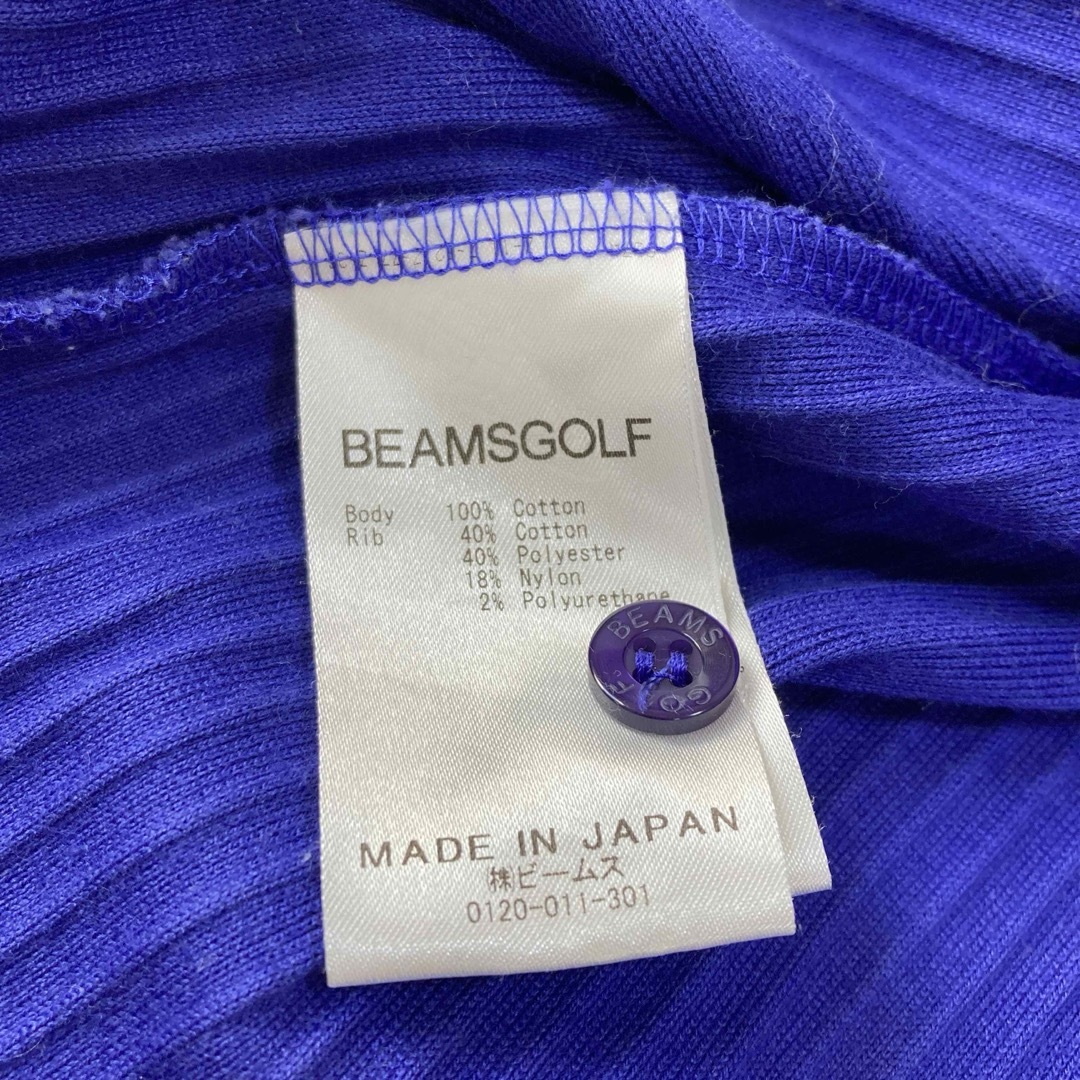 BEAMSGOLF
Body 100% Cotton
Rib 40% Cotton
40% Polyester
18% Nylon
2% Polyurethane
BEAMS
MADE IN JAPAN
㈱ビームス
0120-011-301